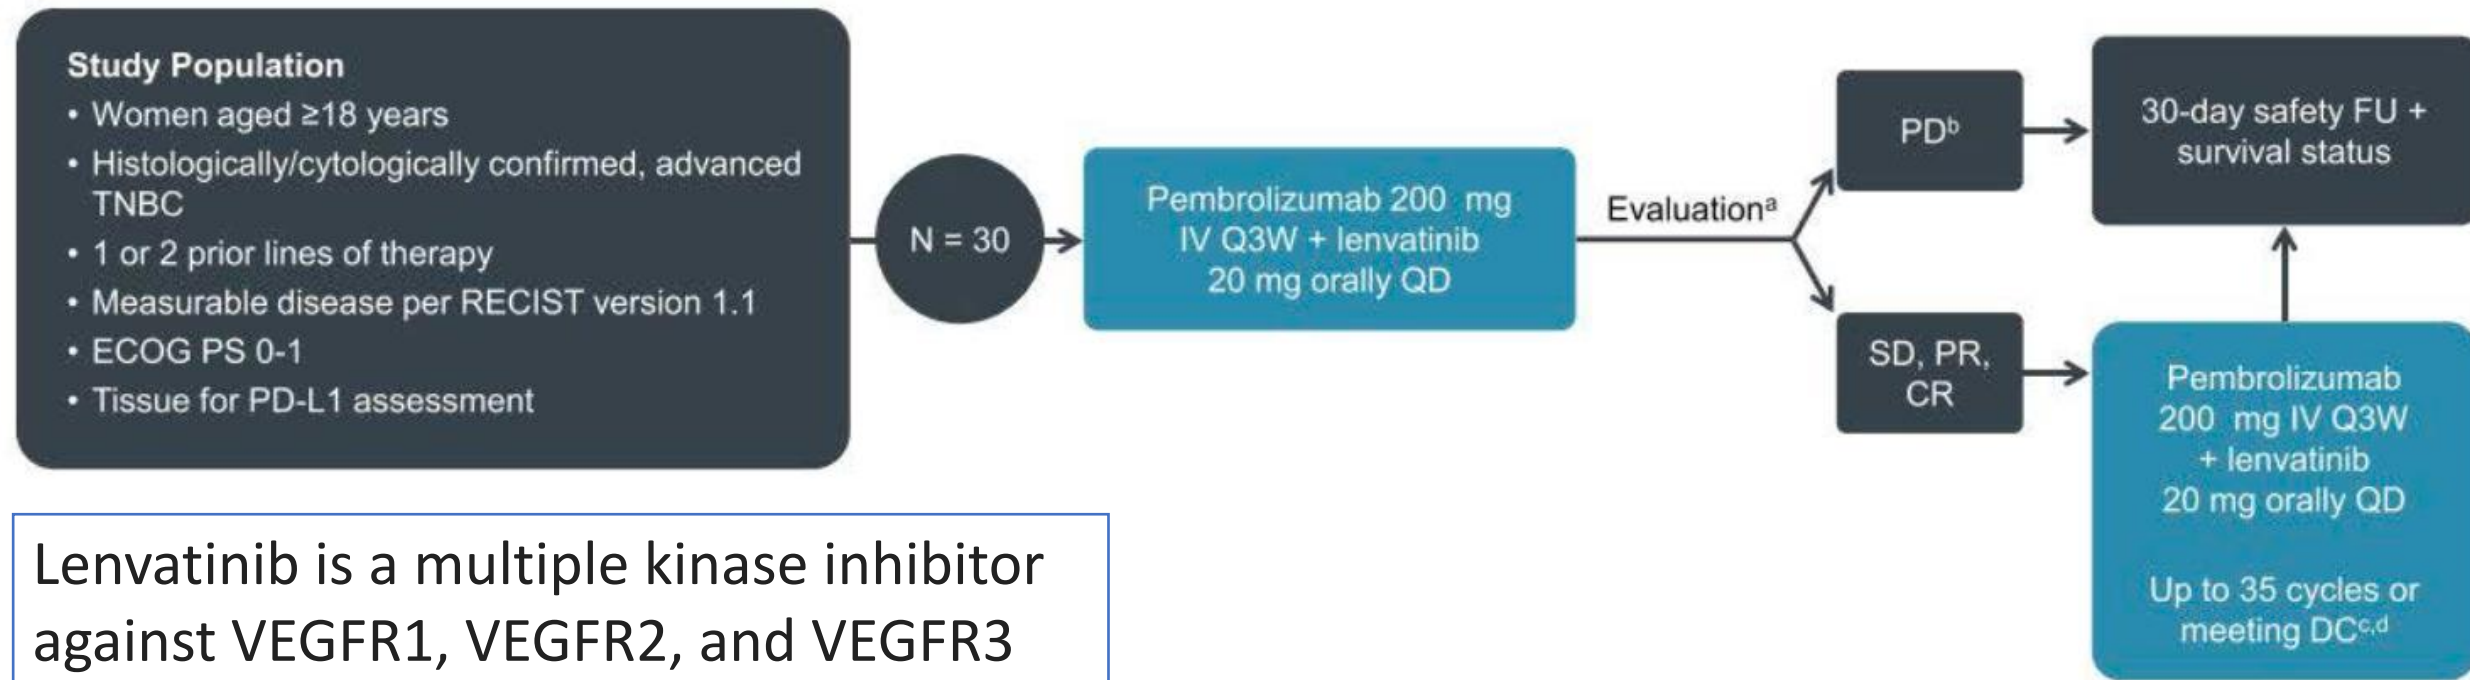 Study Population
• Women aged ≥18 years
• Histologically/cytologically confirmed, advanced
TNBC
• 1 or 2 prior lines of therapy
• Measurable disease per RECIST version 1.1
• ECOG PS 0-1
• Tissue for PD-L1 assessment
N = 30
Pembrolizumab 200 mg
IV Q3W + lenvatinib
20 mg orally QD
Evaluationᵃ
PDᵇ
30-day safety FU +
survival status
SD, PR,
CR
Pembrolizumab
200 mg IV Q3W
+ lenvatinib
20 mg orally QD
Up to 35 cycles or
meeting DCᶜ,ᵈ
Lenvatinib is a multiple kinase inhibitor
against VEGFR1, VEGFR2, and VEGFR3